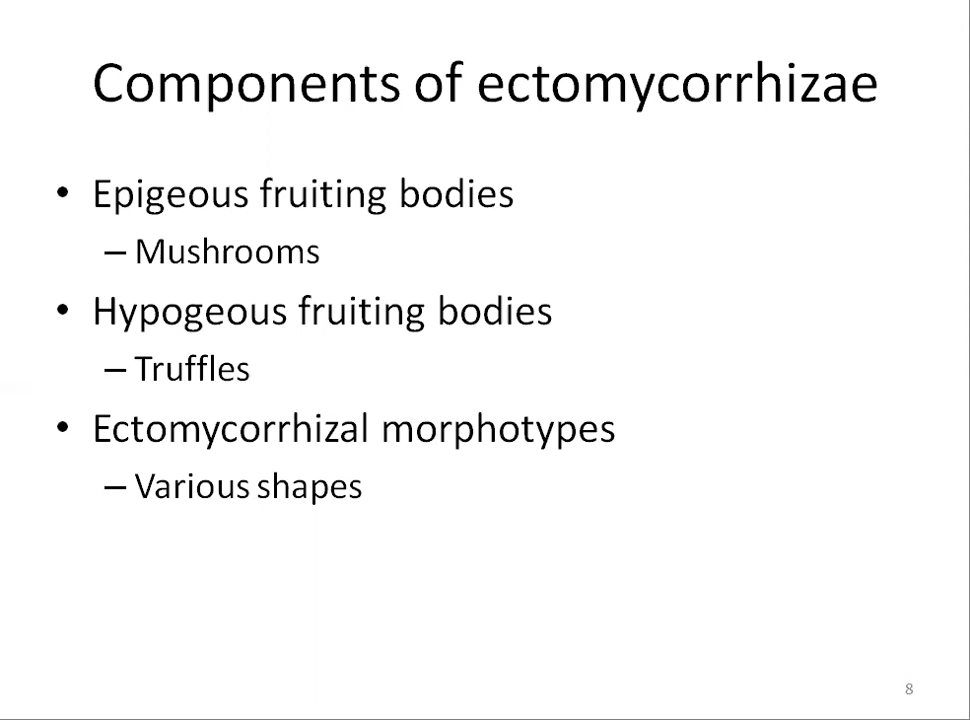 Components of ectomycorrhizae
• Epigeous fruiting bodies
– Mushrooms
• Hypogeous fruiting bodies
– Truffles
• Ectomycorrhizal morphotypes
– Various shapes
8